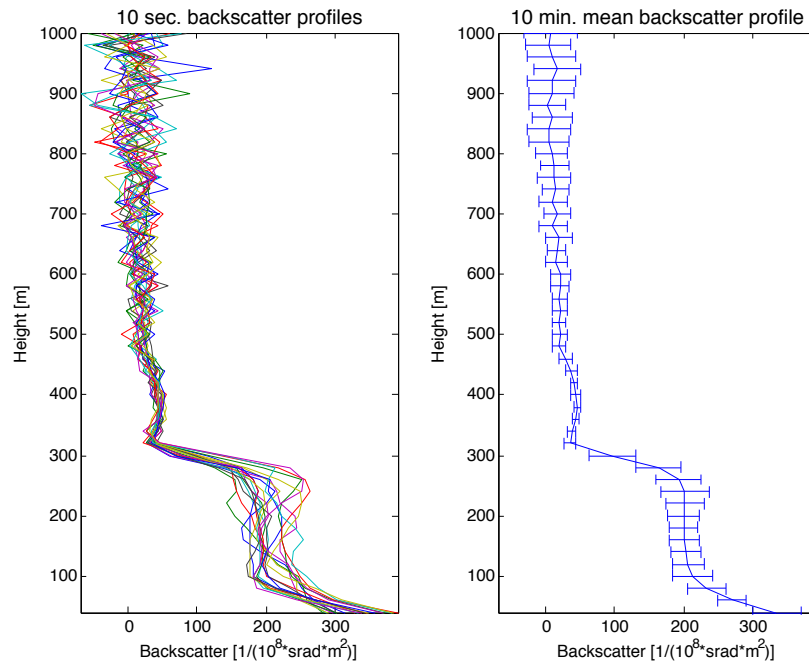 10 sec. backscatter profiles
1000
900
800
700
600
500
400
300
200
100
Height [m]
0 100 200 300
Backscatter [1/(10^8*srad*m^2)]
10 min. mean backscatter profile
1000
900
800
700
600
500
400
300
200
100
Height [m]
0 100 200 300
Backscatter [1/(10^8*srad*m^2)]